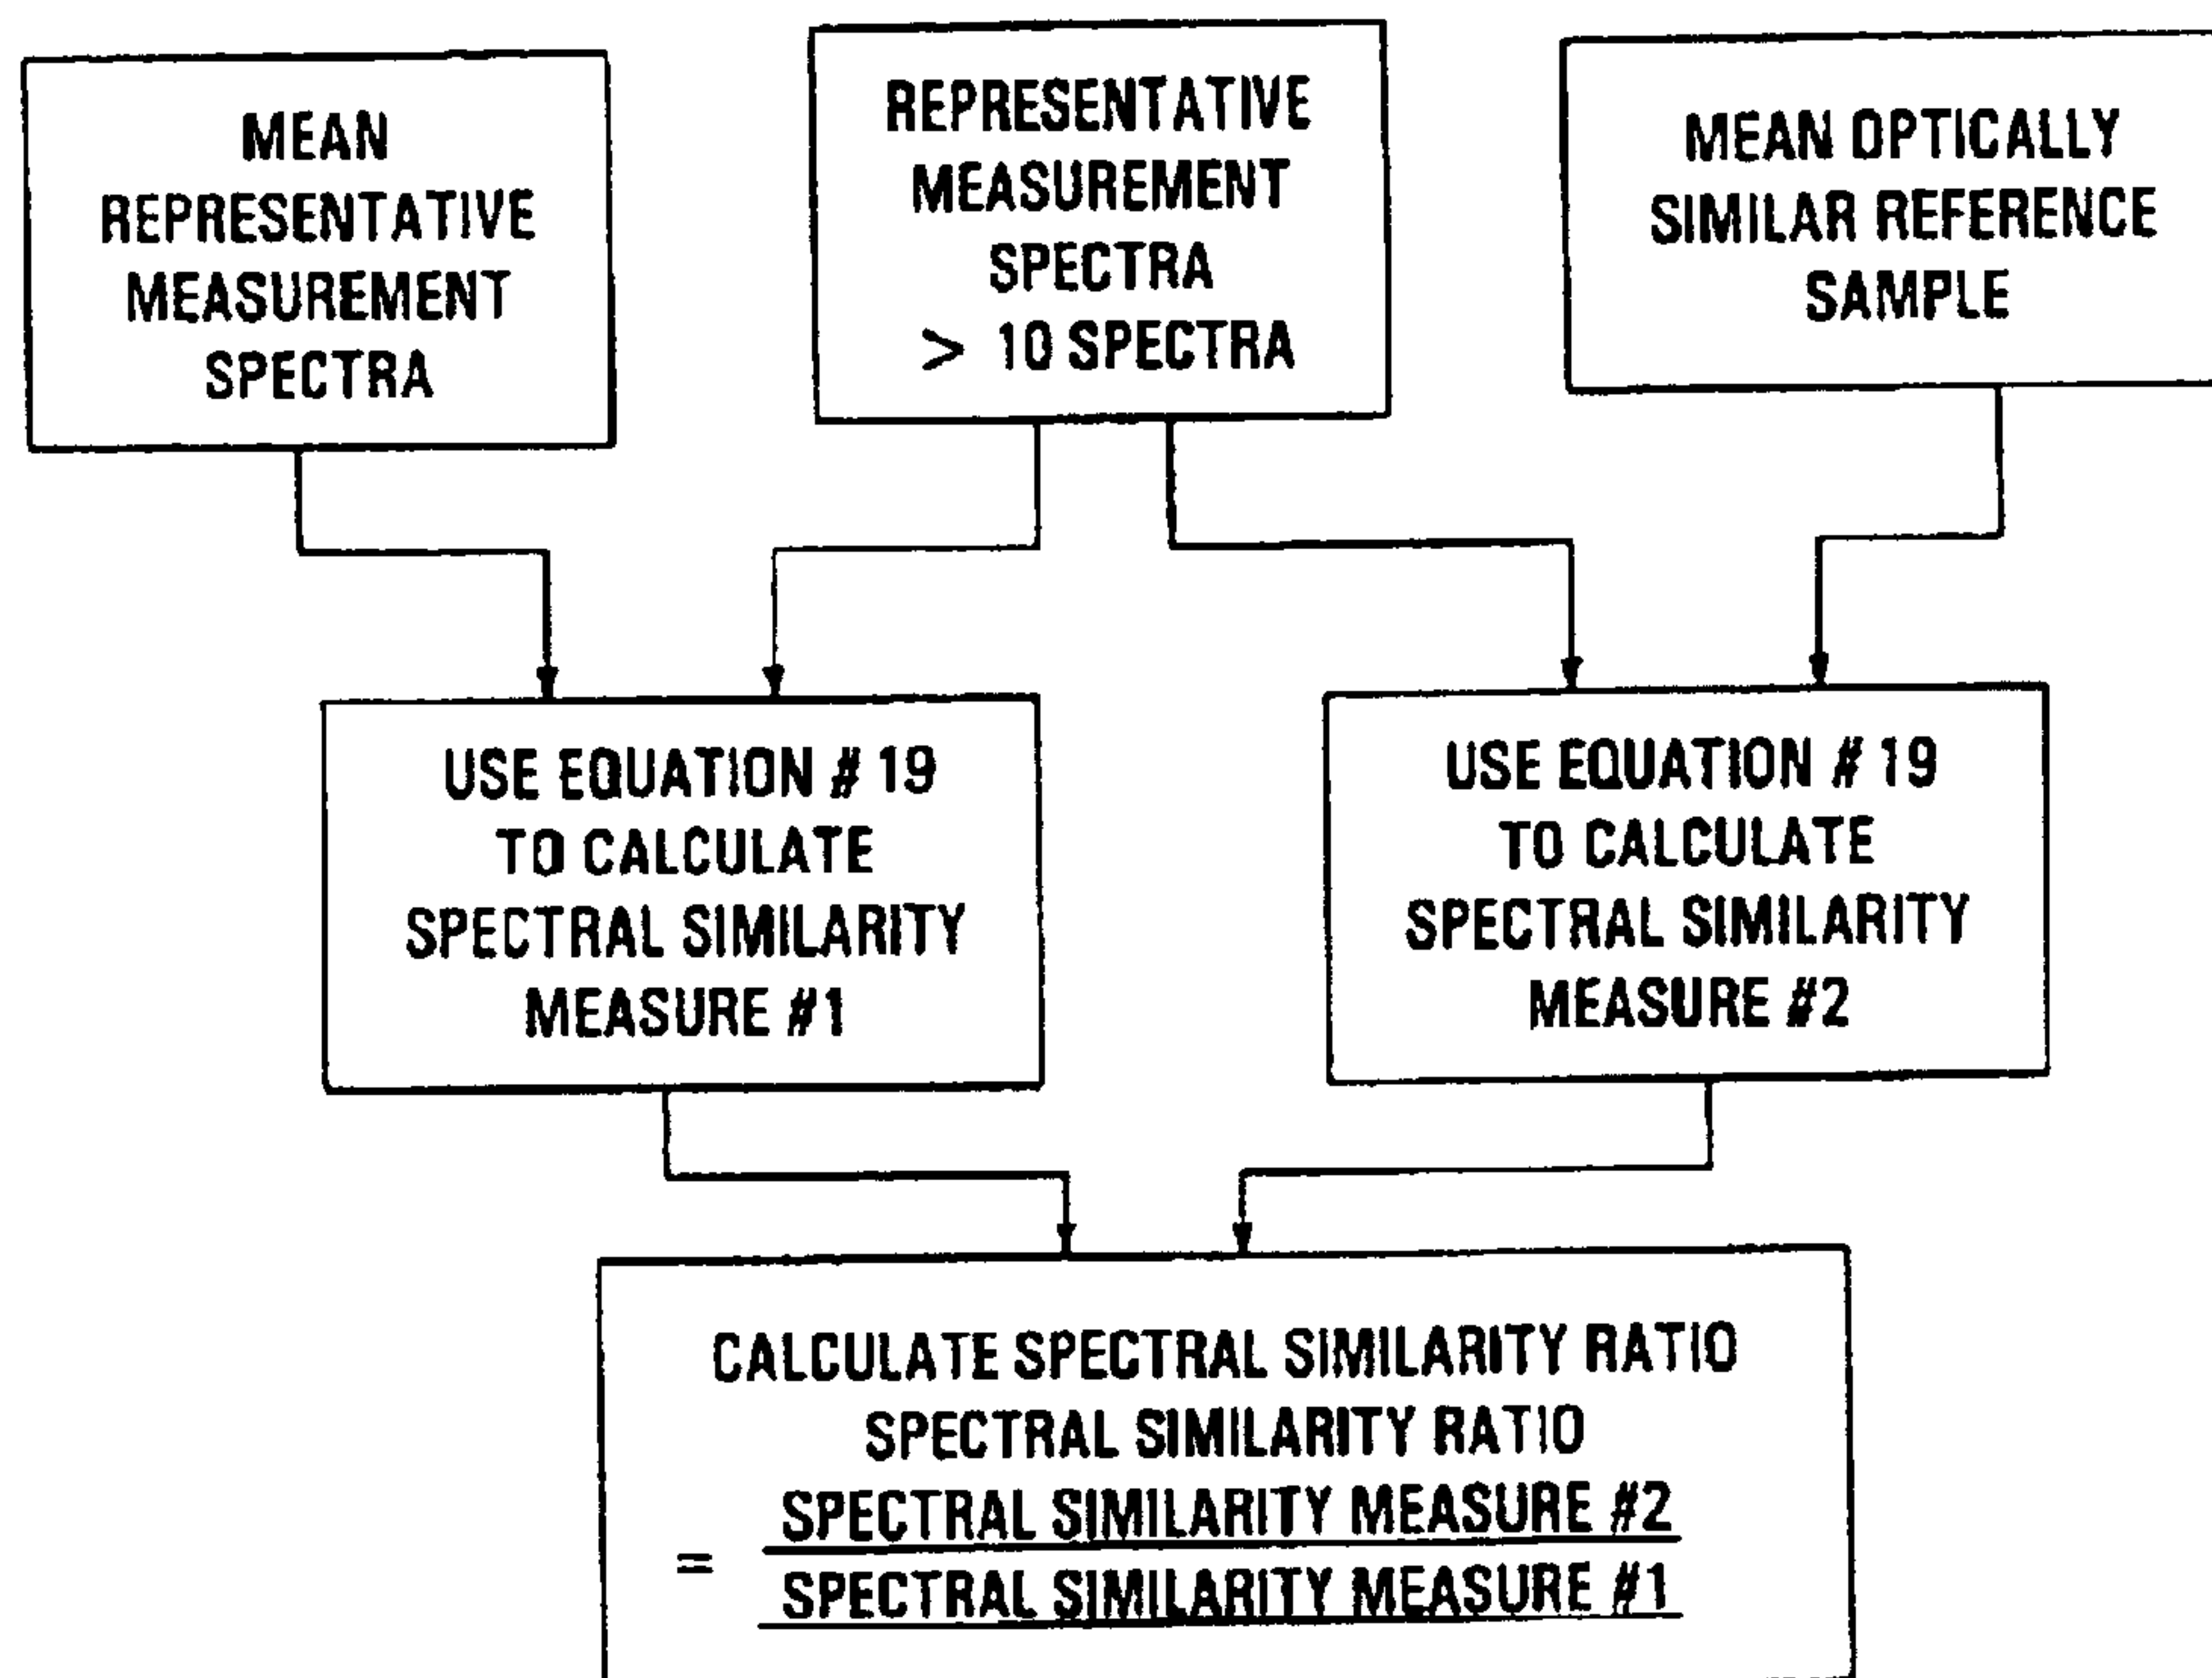 MEAN
REPRESENTATIVE
MEASUREMENT
SPECTRA
REPRESENTATIVE
MEASUREMENT
SPECTRA
> 10 SPECTRA
MEAN OPTICALLY
SIMILAR REFERENCE
SAMPLE
USE EQUATION # 19
TO CALCULATE
SPECTRAL SIMILARITY
MEASURE #1
USE EQUATION # 19
TO CALCULATE
SPECTRAL SIMILARITY
MEASURE #2
CALCULATE SPECTRAL SIMILARITY RATIO
SPECTRAL SIMILARITY RATIO
SPECTRAL SIMILARITY MEASURE #2
=
SPECTRAL SIMILARITY MEASURE #1